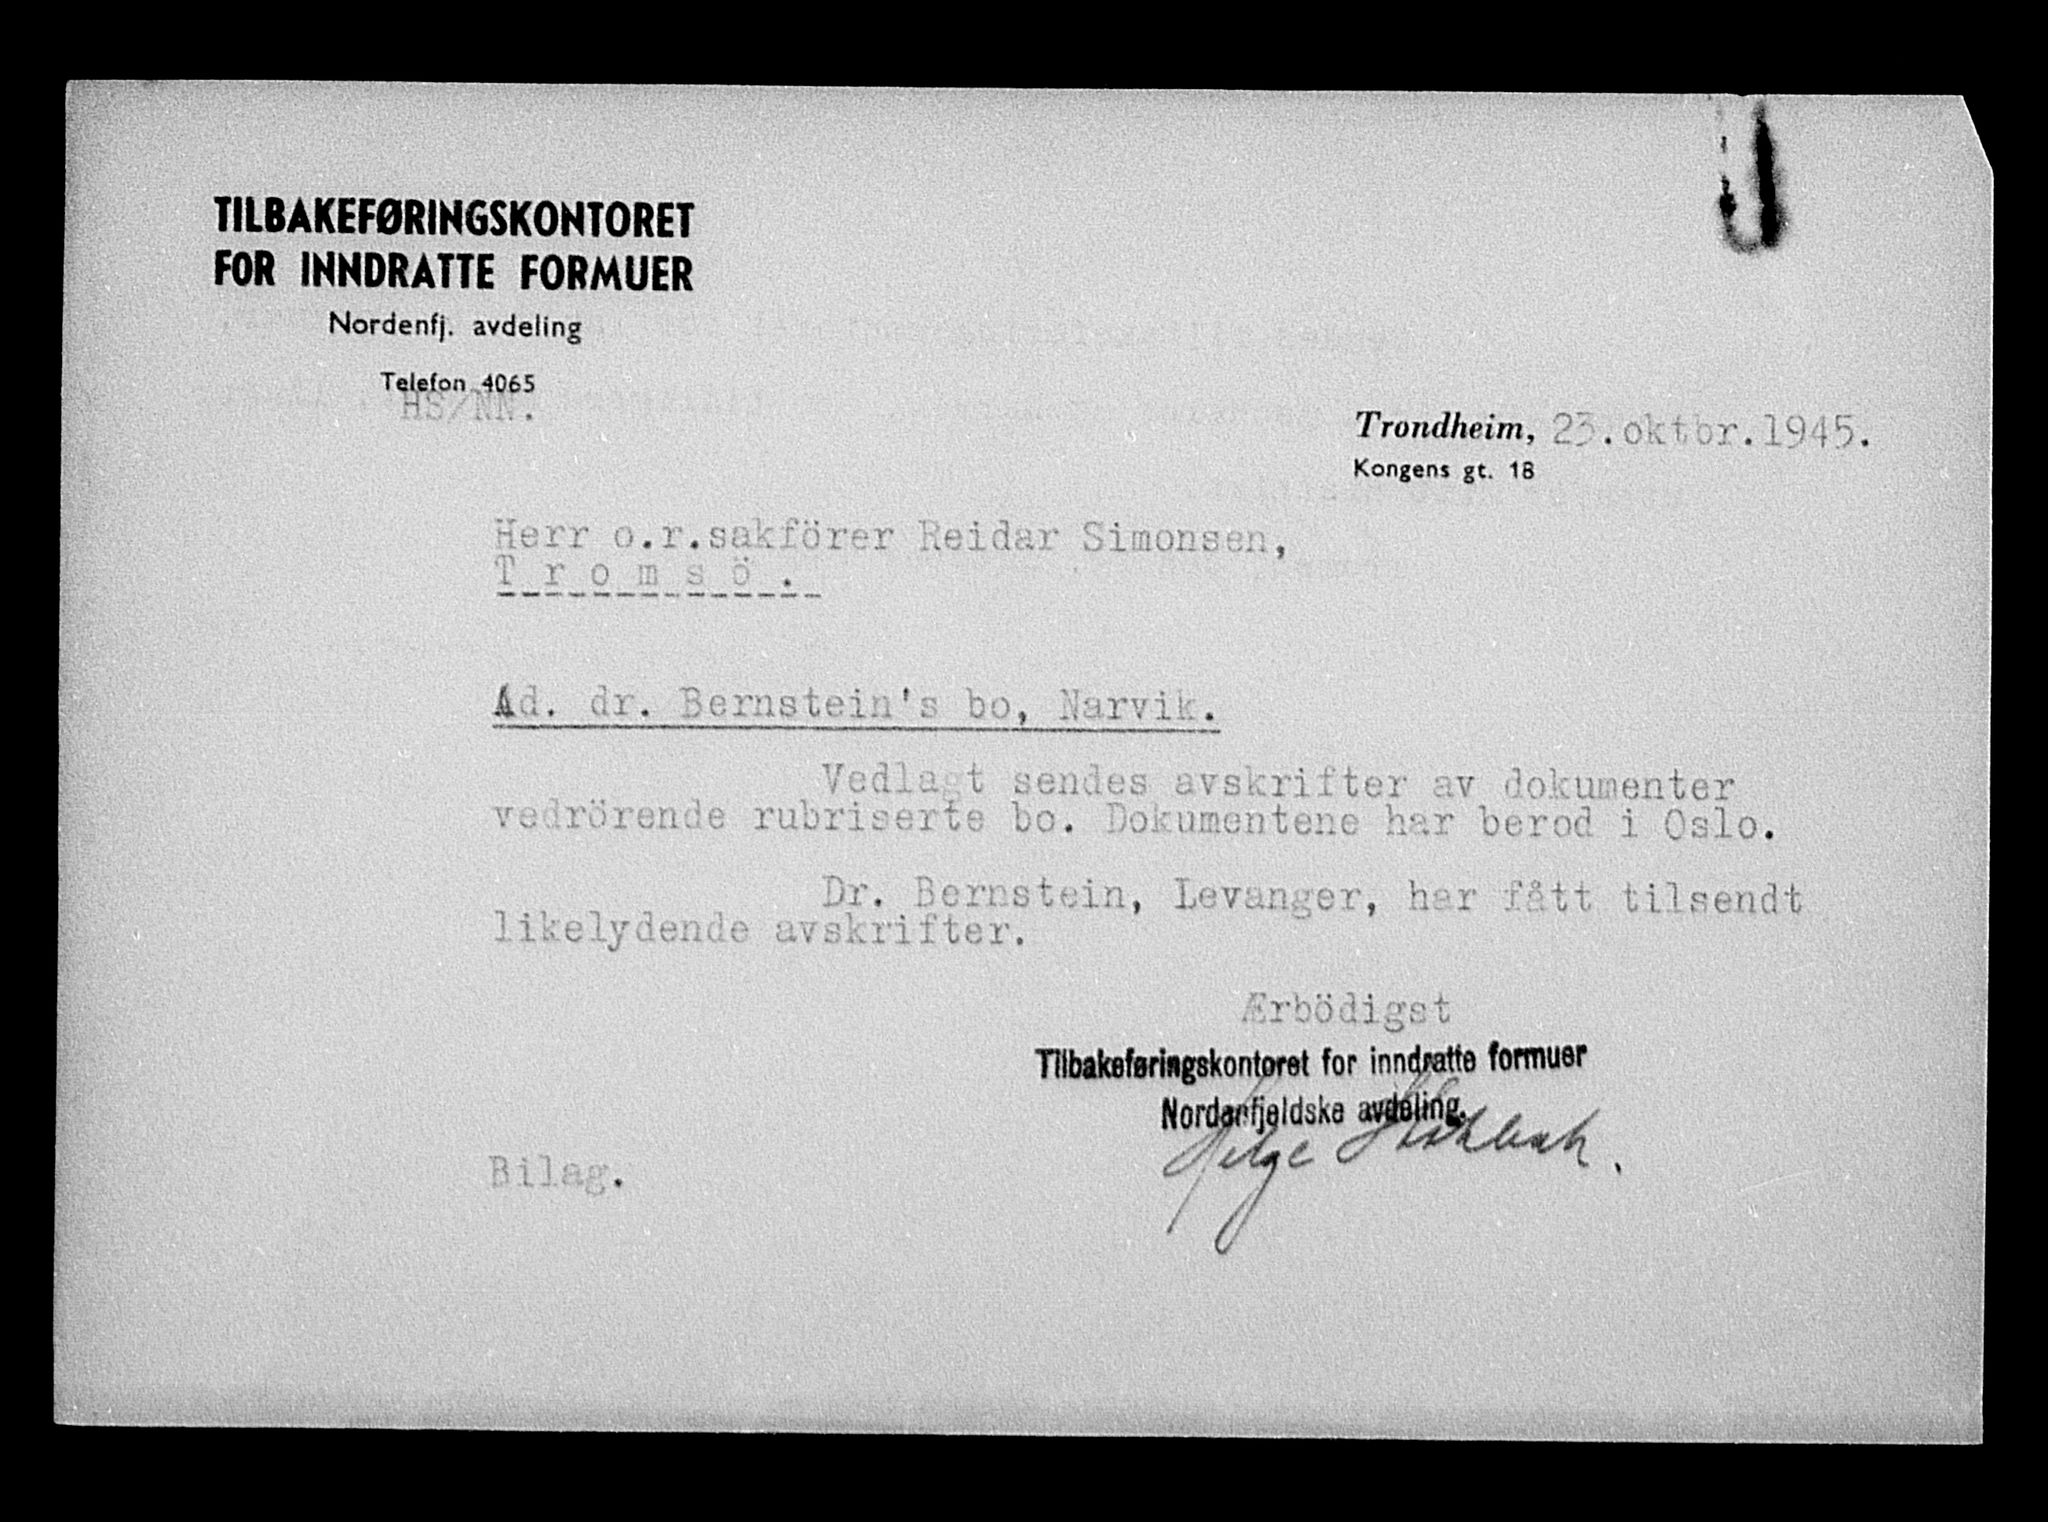 TILBAKEFØRINGSKONTORET
FOR INNDRATTE FORMUER
Nordenfj. avdeling
Telefon 4065
HS/NN.
Trondheim, 23.oktbr.1945.
Kongens gt. 18
Herr o.r.sakförer Reidar Simonsen,
T r o m s ö .
Ad. dr. Bernstein's bo, Narvik.
Vedlagt sendes avskrifter av dokumenter
vedrörende rubriserte bo. Dokumentene har berod i Oslo.
Dr. Bernstein, Levanger, har fått tilsendt
likelydende avskrifter.
Ærbödigst
Tilbakeføringskontoret for inndratte formuer
Nordenfjeldske avdeling.
Helge
Bilag.